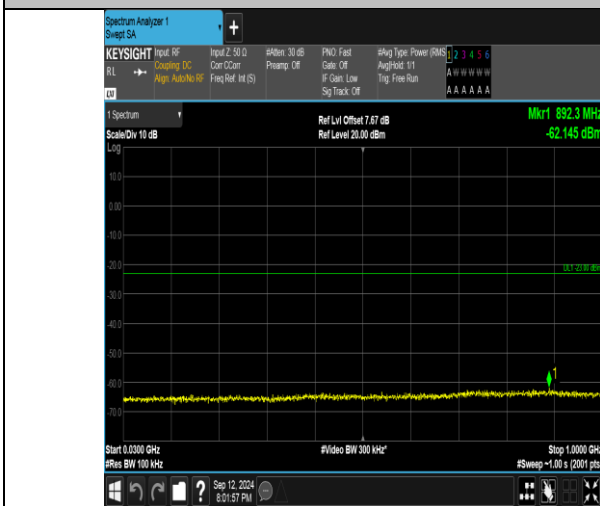 Spectrum Analyzer 1
Swept SA
+
KEYSIGHT Input: RF Input Z: 50 Ω #Atten: 30 dB PNO: Fast #Avg Type: Power (RMS 1 2 3 4 5 6
RL Coupling: DC Corr CCorr Preamp: Off Gate: Off Avg|Hold: 1/1 A W W W W W
Align: Auto/No RF Freq Ref: Int (S) IF Gain: Low Trig: Free Run
Sig Track: Off A A A A A A
LXI
1 Spectrum Ref Lvl Offset 7.67 dB Mkr1 892.3 MHz
Scale/Div 10 dB Ref Level 20.00 dBm -62.145 dBm
Log
10.0
0.00
-10.0
-20.0
DL1 -23.00 dBm
-30.0
-40.0
-50.0
1
-60.0
-70.0
Start 0.0300 GHz #Video BW 300 kHz* Stop 1.0000 GHz
#Res BW 100 kHz #Sweep ~1.00 s (2001 pts
? Sep 12, 2024
8:01:57 PM